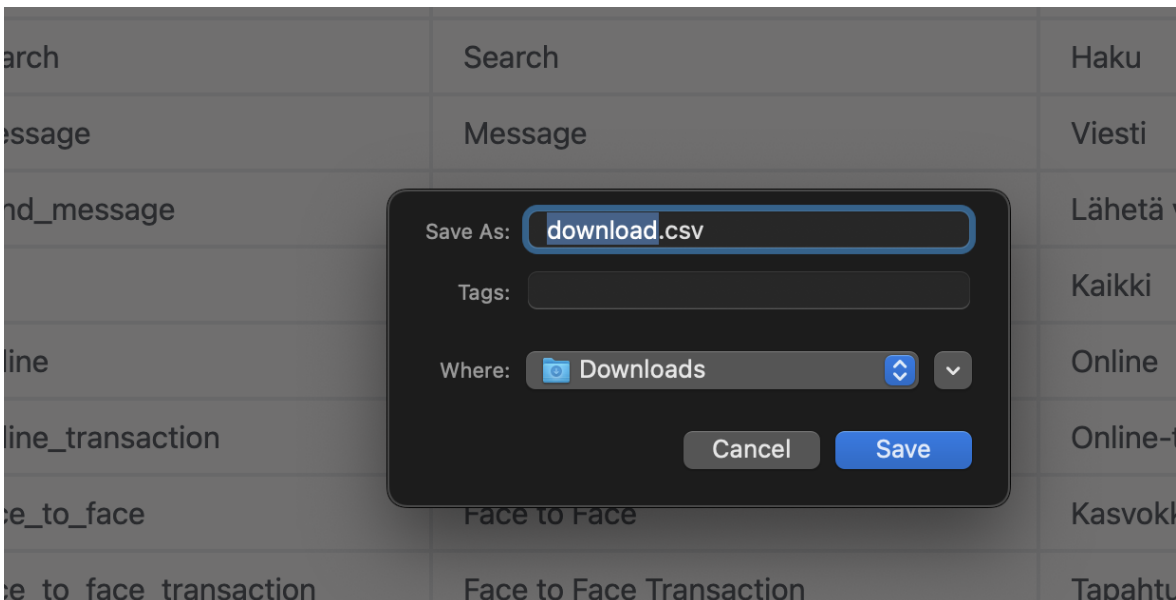 arch Search Haku
essage Message Viesti
nd_message Lähetä
Save As: download.csv
Tags:
Kaikki
line Online
Where: Downloads
line_transaction Online-t
Cancel Save
ce_to_face Face to Face Kasvokk
ce_to_face_transaction Face to Face Transaction Tapahtu